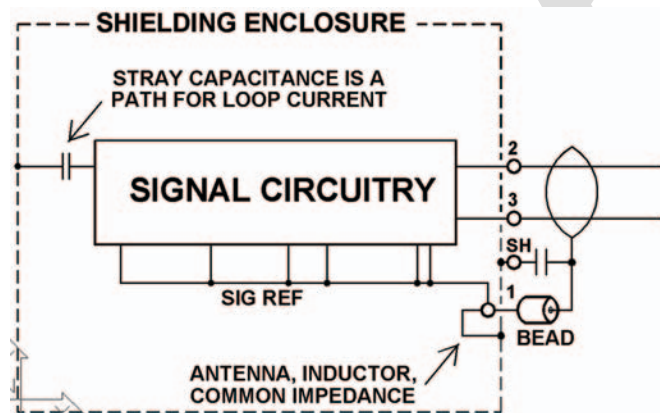 SHIELDING ENCLOSURE
STRAY CAPACITANCE IS A
PATH FOR LOOP CURRENT
SIGNAL CIRCUITRY
2
3
SH
SIG REF
1
BEAD
ANTENNA, INDUCTOR,
COMMON IMPEDANCE